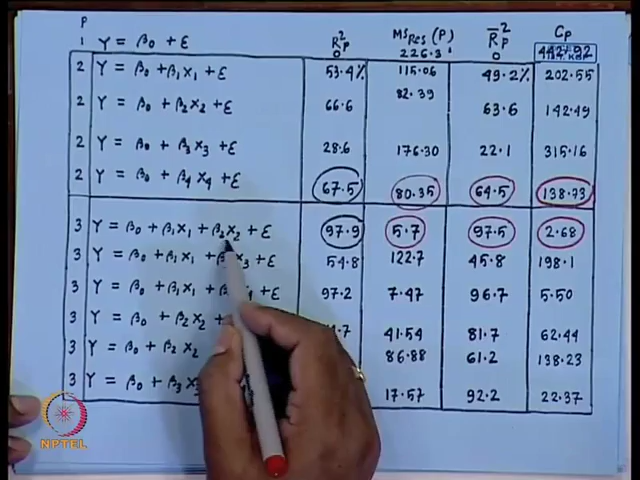 P R²p MSRes(P) R̄²p Cp
1 Y = β0 + ε 0 226.3 0 442.92
2 Y = β0 + β1x1 + ε 53.4% 115.06 49.2% 202.55
2 Y = β0 + β2x2 + ε 66.6 82.39 63.6 142.49
2 Y = β0 + β3x3 + ε 28.6 176.30 22.1 315.16
2 Y = β0 + β4x4 + ε 67.5 80.35 64.5 138.73
3 Y = β0 + β1x1 + β2x2 + ε 97.9 5.7 97.5 2.68
3 Y = β0 + β1x1 + x3 + ε 54.8 122.7 45.8 198.1
3 Y = β0 + β1x1 + + ε 97.2 7.47 96.7 5.50
3 Y = β0 + β2x2 + 41.54 81.7 62.44
3 Y = β0 + β2x2 86.88 61.2 138.23
3 Y = β0 + β3x3 17.57 92.2 22.37
NPTEL